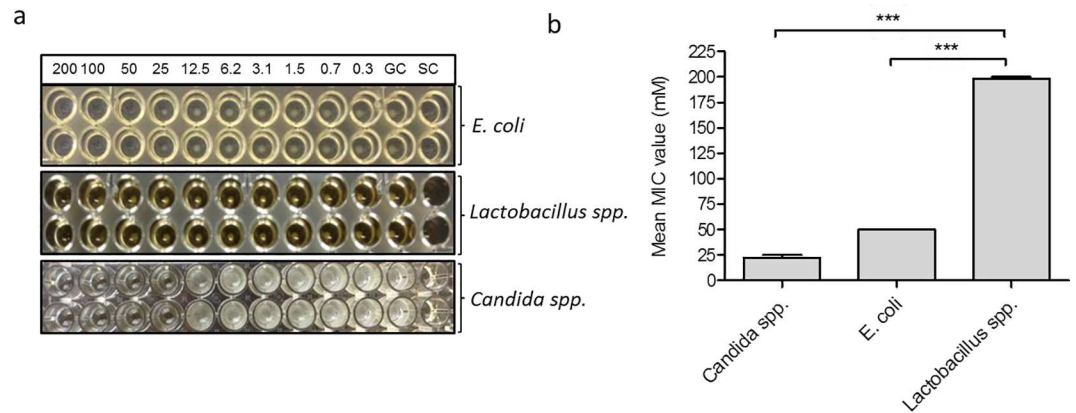 a
200 100 50 25 12.5 6.2 3.1 1.5 0.7 0.3 GC SC
E. coli
Lactobacillus spp.
Candida spp.
b
***
***
Mean MIC value (mM)
225
200
175
150
125
100
75
50
25
0
Candida spp.
E. coli
Lactobacillus spp.